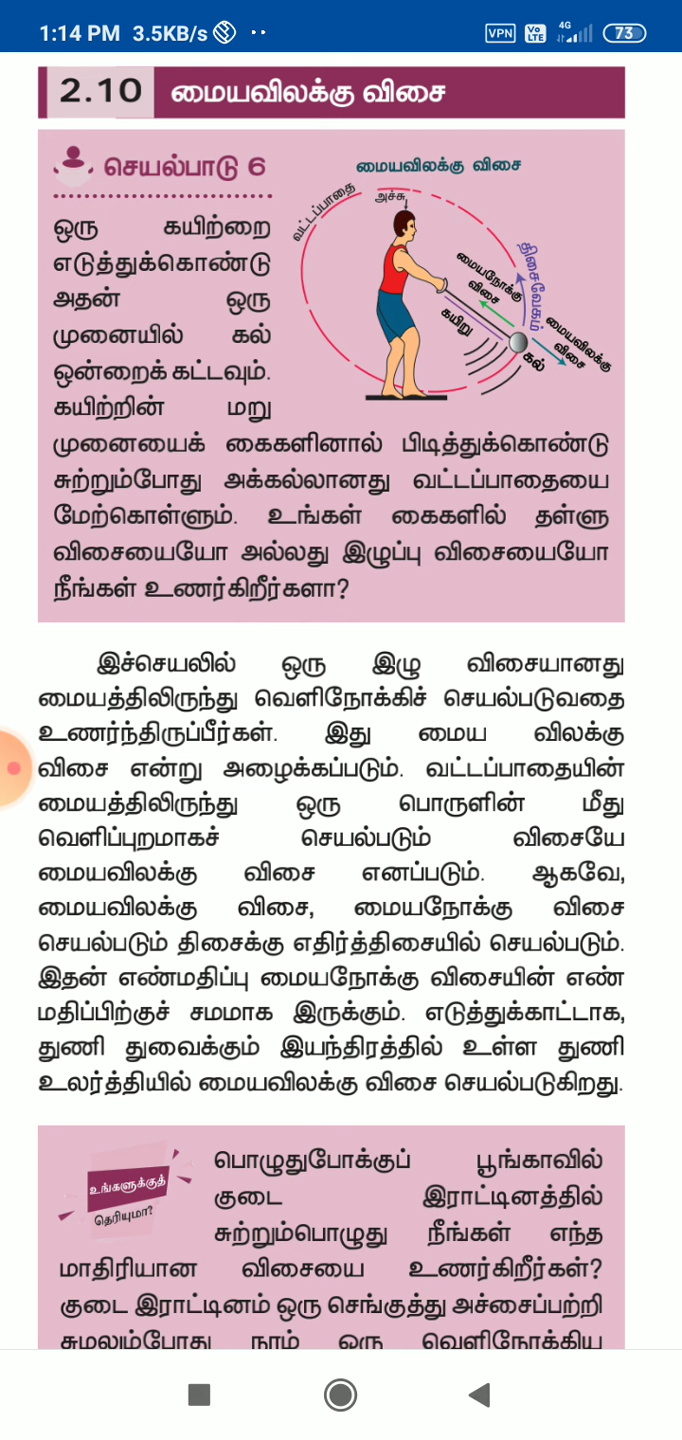 1:14 PM 3.5KB/s
VPN Vo LTE 4G 73
2.10 மையவிலக்கு விசை
செயல்பாடு 6
ஒரு கயிற்றை
எடுத்துக்கொண்டு
அதன் ஒரு
முனையில் கல்
ஒன்றைக் கட்டவும்.
கயிற்றின் மறு
மையவிலக்கு விசை
வட்டப்பாதை
அச்சு
மையநோக்கு
விசை
திசைவேகம்
கயிறு
மையவிலக்கு
விசை
கல்
முனையைக் கைகளினால் பிடித்துக்கொண்டு
சுற்றும்போது அக்கல்லானது வட்டப்பாதையை
மேற்கொள்ளும். உங்கள் கைகளில் தள்ளு
விசையையோ அல்லது இழுப்பு விசையையோ
நீங்கள் உணர்கிறீர்களா?
இச்செயலில் ஒரு இழு விசையானது
மையத்திலிருந்து வெளிநோக்கிச் செயல்படுவதை
உணர்ந்திருப்பீர்கள். இது மைய விலக்கு
விசை என்று அழைக்கப்படும். வட்டப்பாதையின்
மையத்திலிருந்து ஒரு பொருளின் மீது
வெளிப்புறமாகச் செயல்படும் விசையே
மையவிலக்கு விசை எனப்படும். ஆகவே,
மையவிலக்கு விசை, மையநோக்கு விசை
செயல்படும் திசைக்கு எதிர்த்திசையில் செயல்படும்.
இதன் எண்மதிப்பு மையநோக்கு விசையின் எண்
மதிப்பிற்குச் சமமாக இருக்கும். எடுத்துக்காட்டாக,
துணி துவைக்கும் இயந்திரத்தில் உள்ள துணி
உலர்த்தியில் மையவிலக்கு விசை செயல்படுகிறது.
உங்களுக்குத்
தெரியுமா?
பொழுதுபோக்குப் பூங்காவில்
குடை இராட்டினத்தில்
சுற்றும்பொழுது நீங்கள் எந்த
மாதிரியான விசையை உணர்கிறீர்கள்?
குடை இராட்டினம் ஒரு செங்குத்து அச்சைப்பற்றி
சுழலும்போது நாம் ஒரு வெளிநோக்கிய